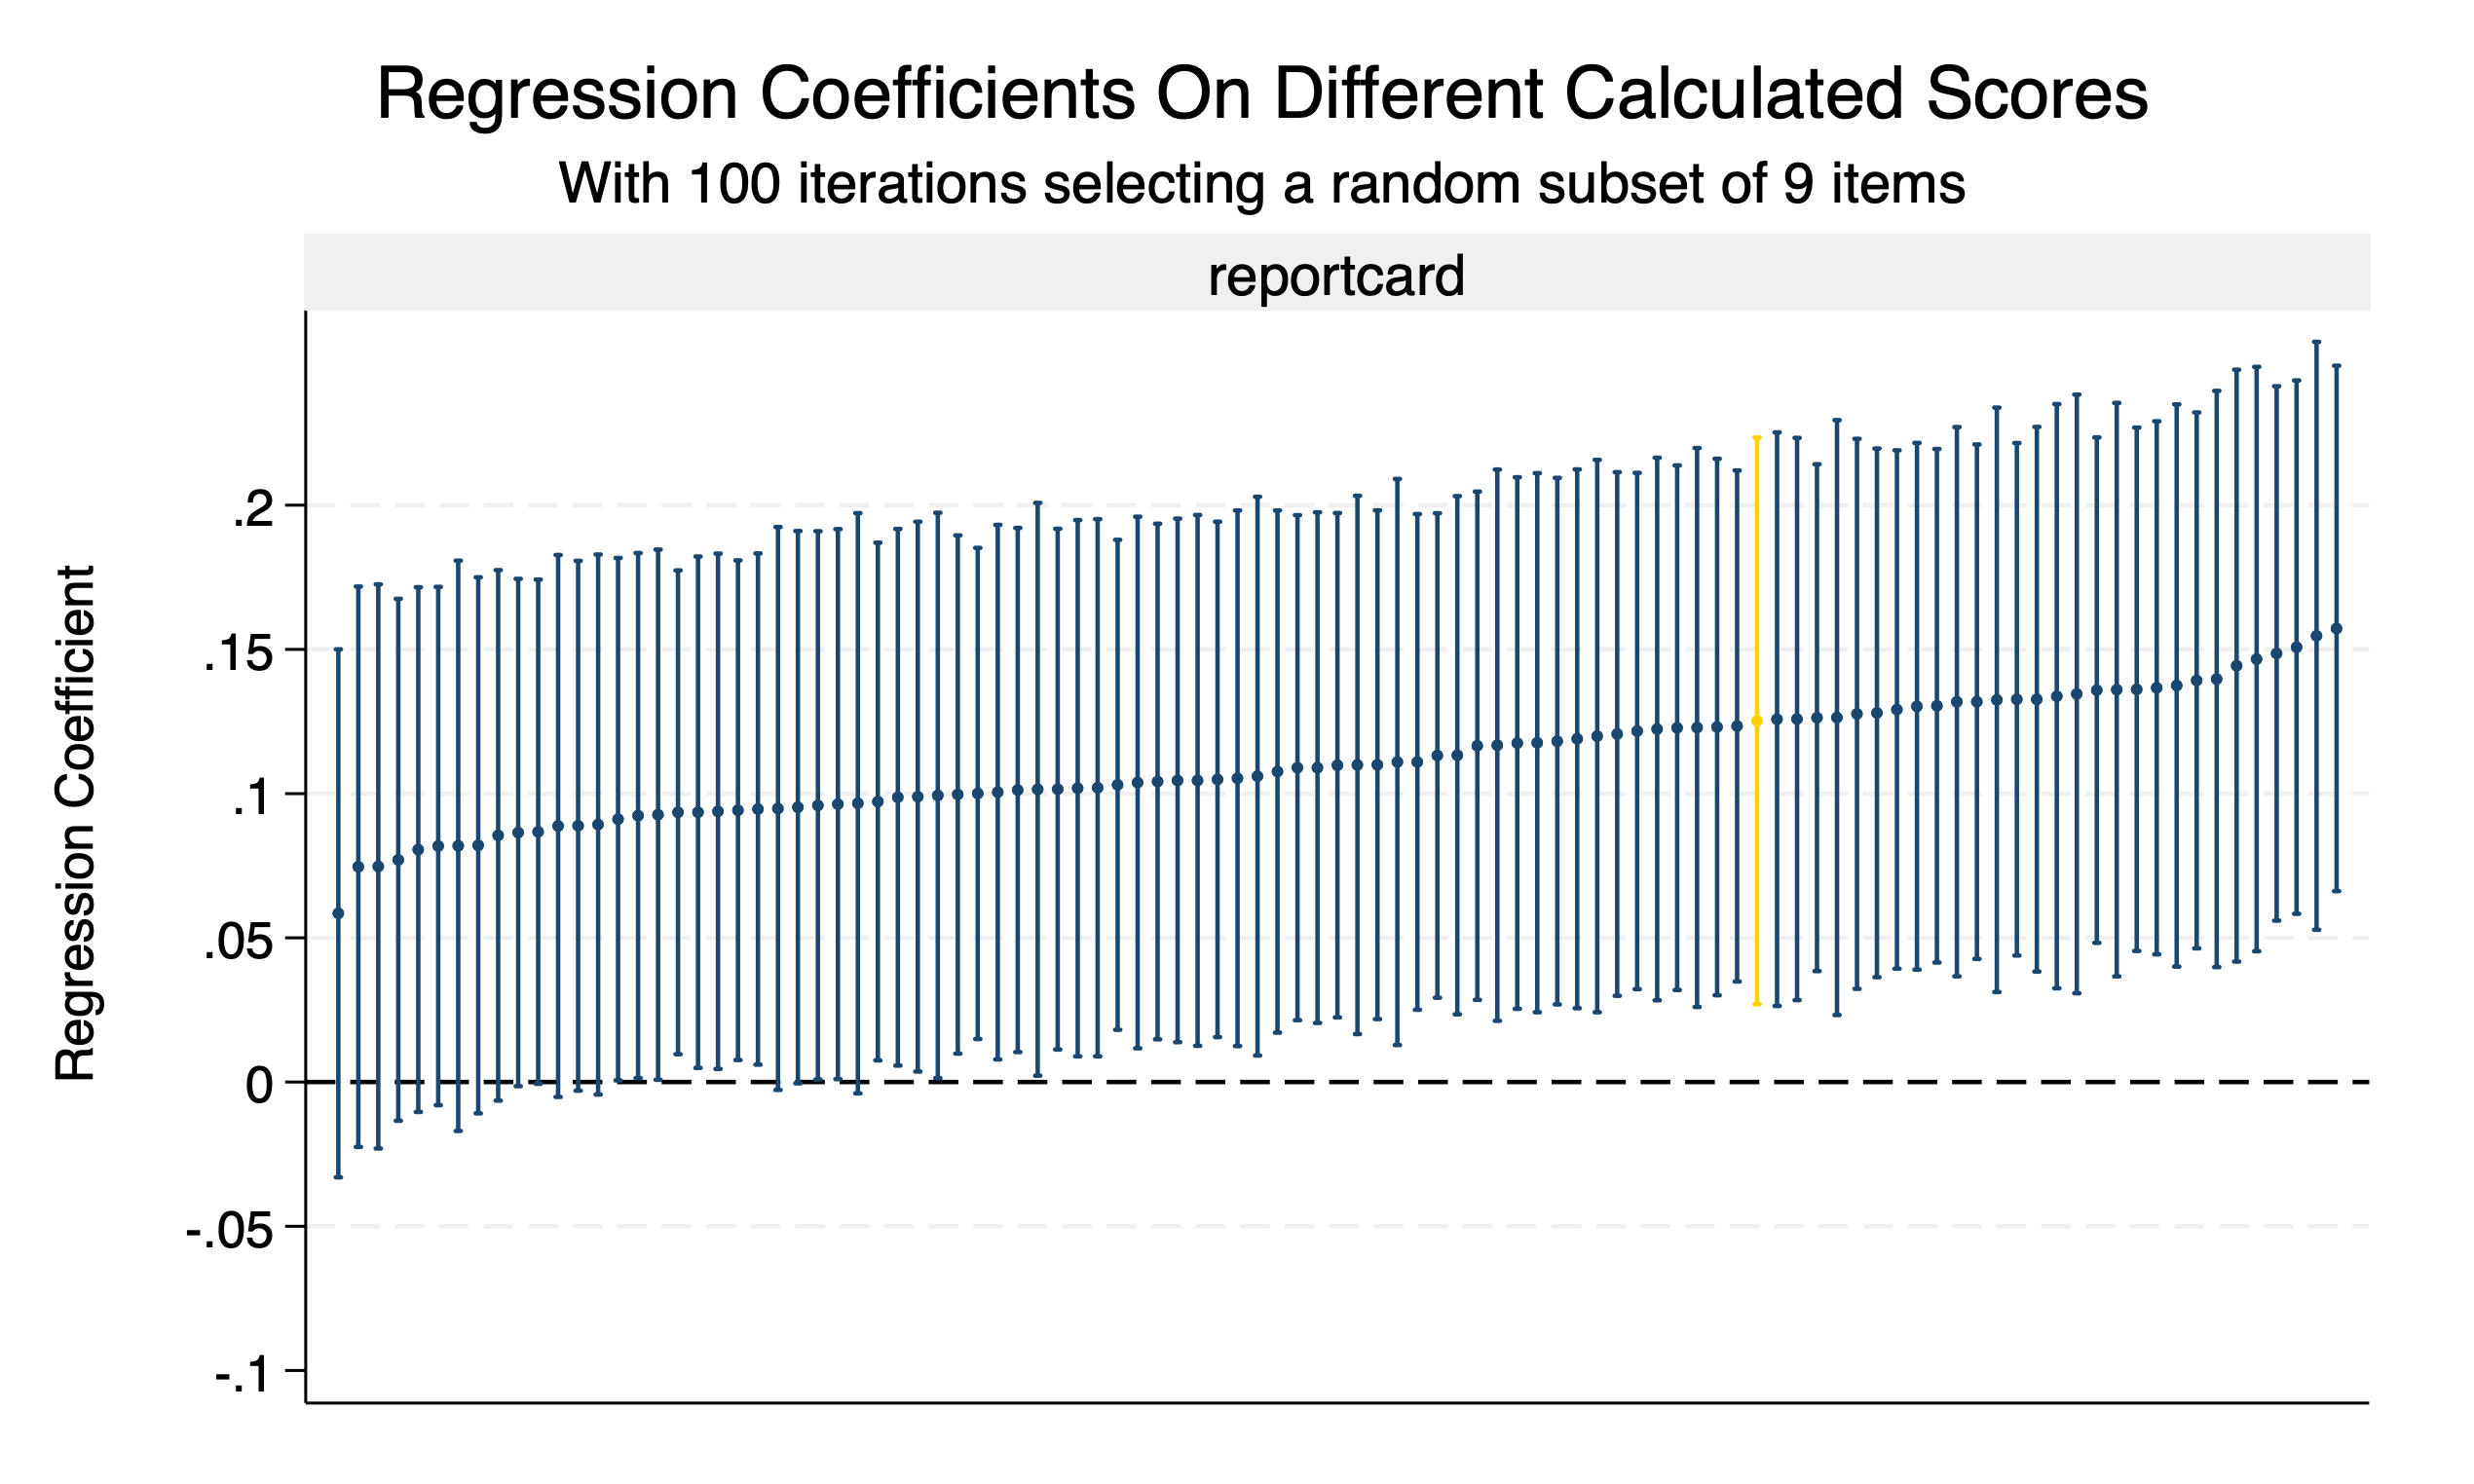 Regression Coefficients On Different Calculated Scores
With 100 iterations selecting a random subset of 9 items
reportcard
Regression Coefficient
.2
.15
.1
.05
0
-.05
-.1